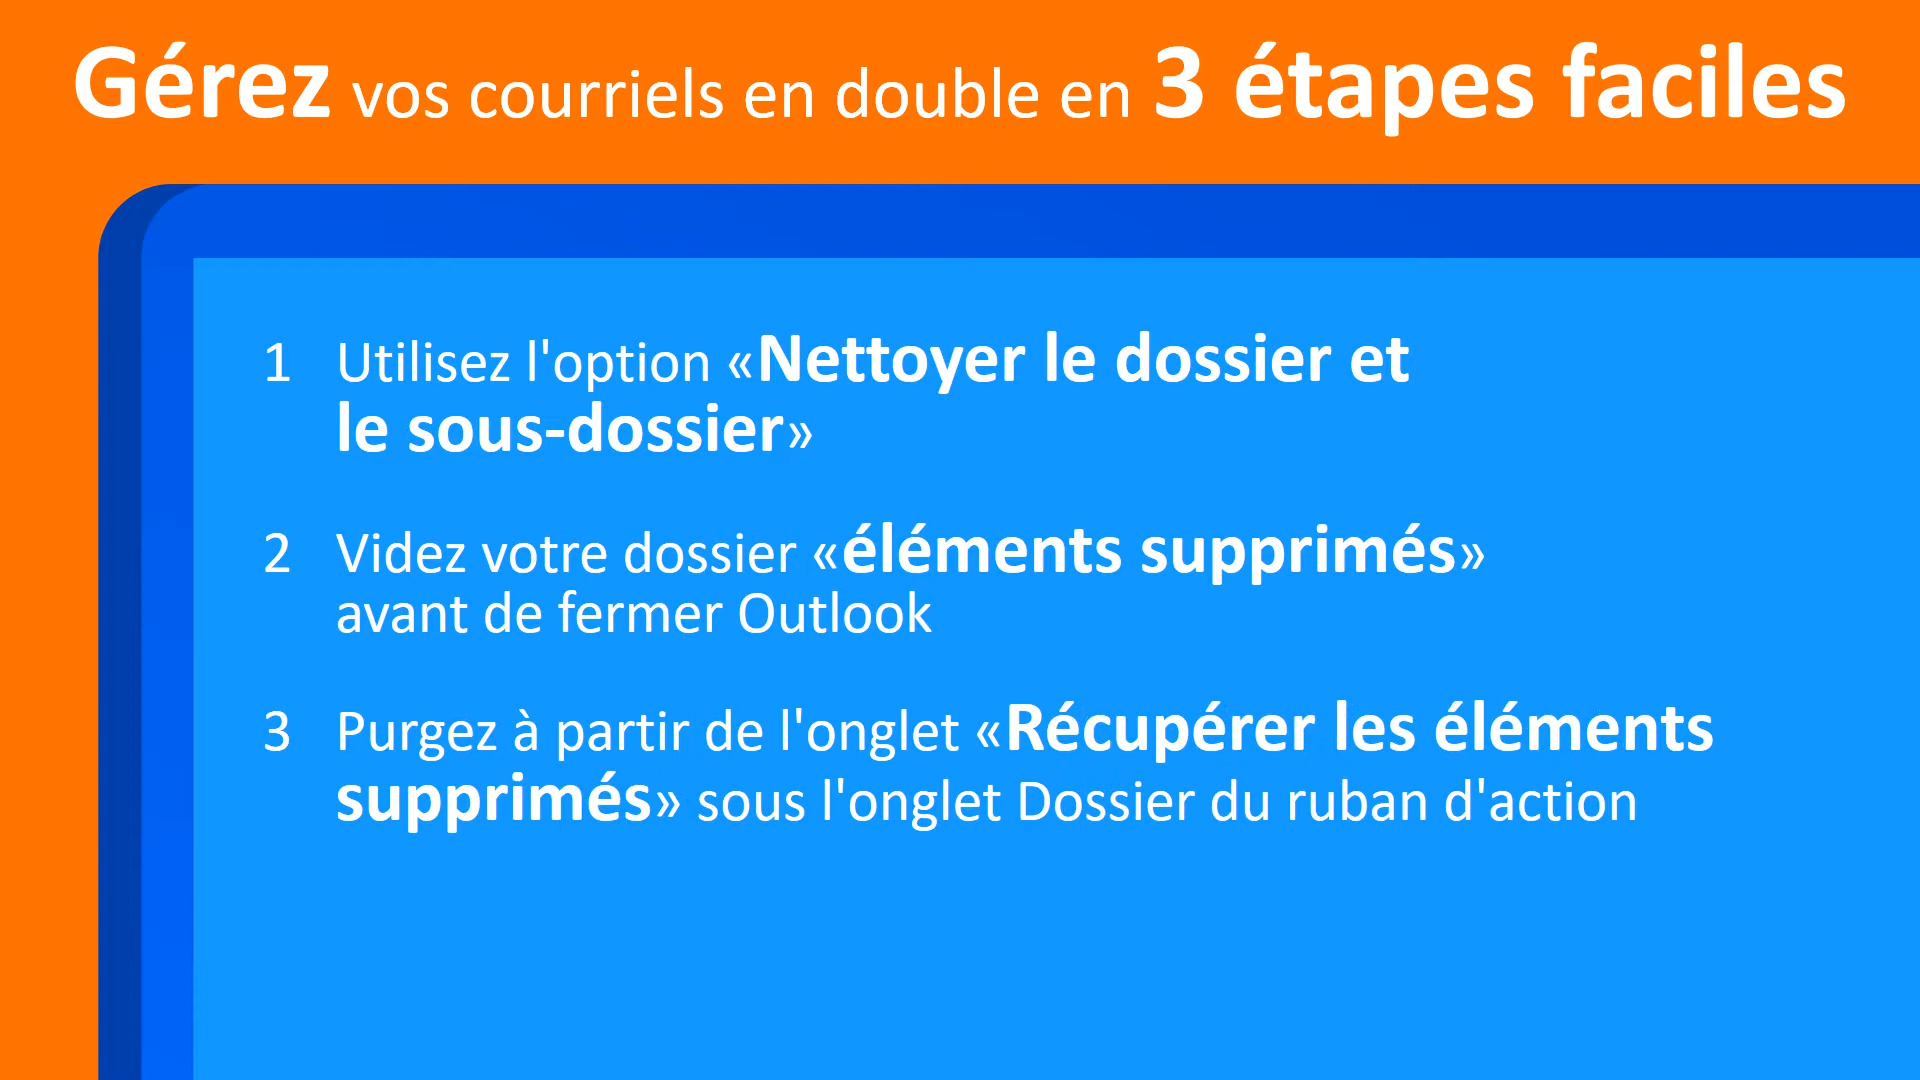 Gérez vos courriels en double en 3 étapes faciles
1 Utilisez l'option «Nettoyer le dossier et
le sous-dossier»
2 Videz votre dossier «éléments supprimés»
avant de fermer Outlook
3 Purgez à partir de l'onglet «Récupérer les éléments
supprimés» sous l'onglet Dossier du ruban d'action